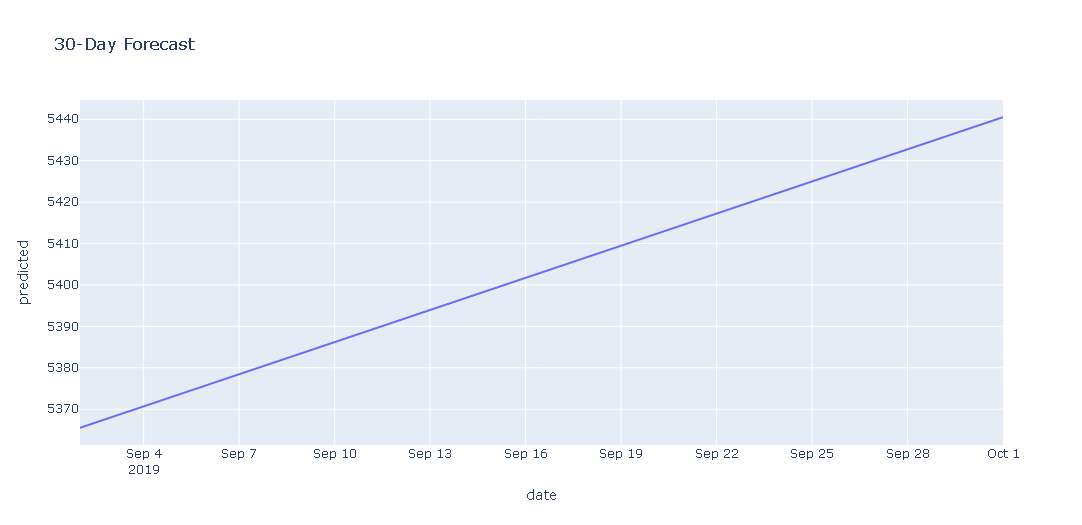 30-Day Forecast
5440
5430
5420
5410
5400
5390
5380
5370
predicted
Sep 4
2019
Sep 7
Sep 10
Sep 13
Sep 16
Sep 19
Sep 22
Sep 25
Sep 28
Oct 1
date